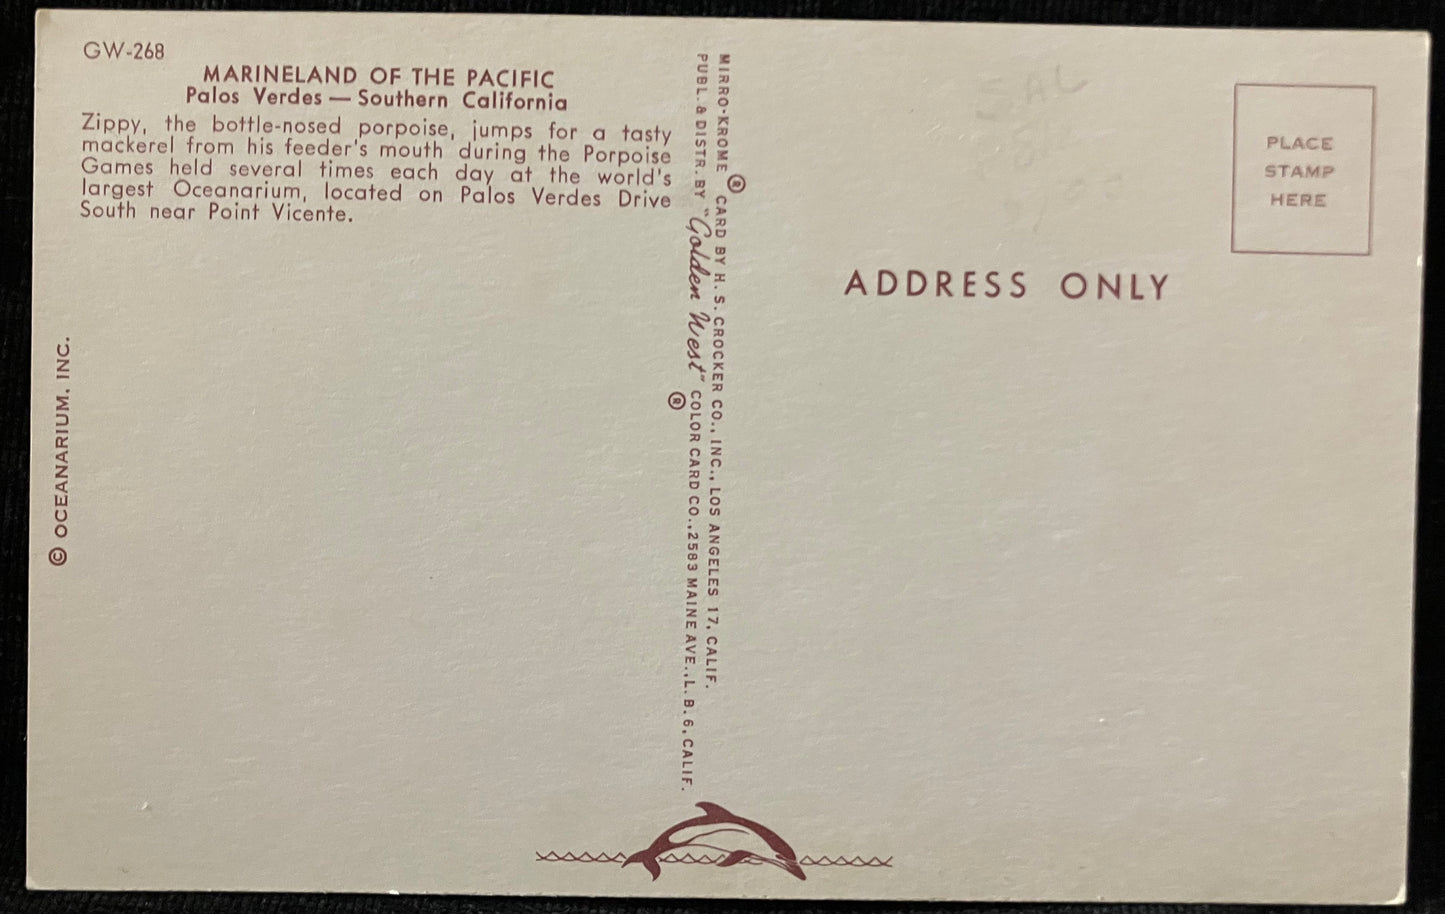 GW-268
MARINELAND OF THE PACIFIC
Palos Verdes — Southern California
Zippy, the bottle-nosed porpoise, jumps for a tasty
mackerel from his feeder's mouth during the Porpoise
Games held several times each day at the world's
largest Oceanarium, located on Palos Verdes Drive
South near Point Vicente.
© OCEANARIUM, INC.
MIRRO-KROME ® CARD BY H. S. CROCKER CO., INC., LOS ANGELES 17, CALIF.
PUBL. & DISTR. BY "Golden West" ® COLOR CARD CO., 2583 MAINE AVE., L. B. 6, CALIF.
ADDRESS ONLY
PLACE
STAMP
HERE